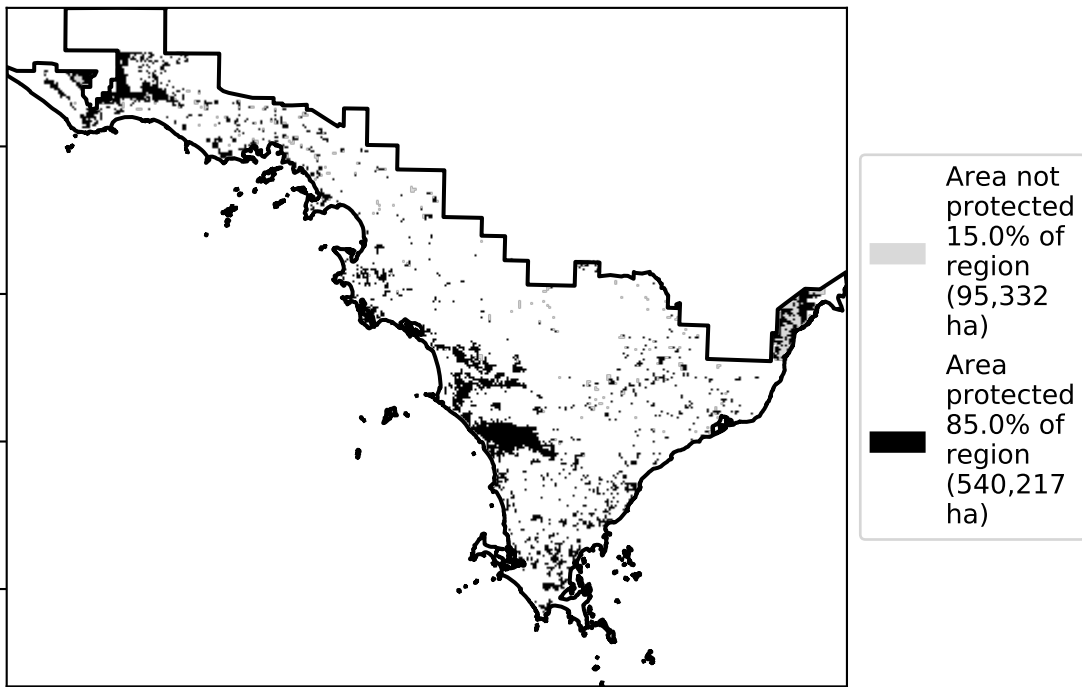 Area not
protected
15.0% of
region
(95,332
ha)
Area
protected
85.0% of
region
(540,217
ha)